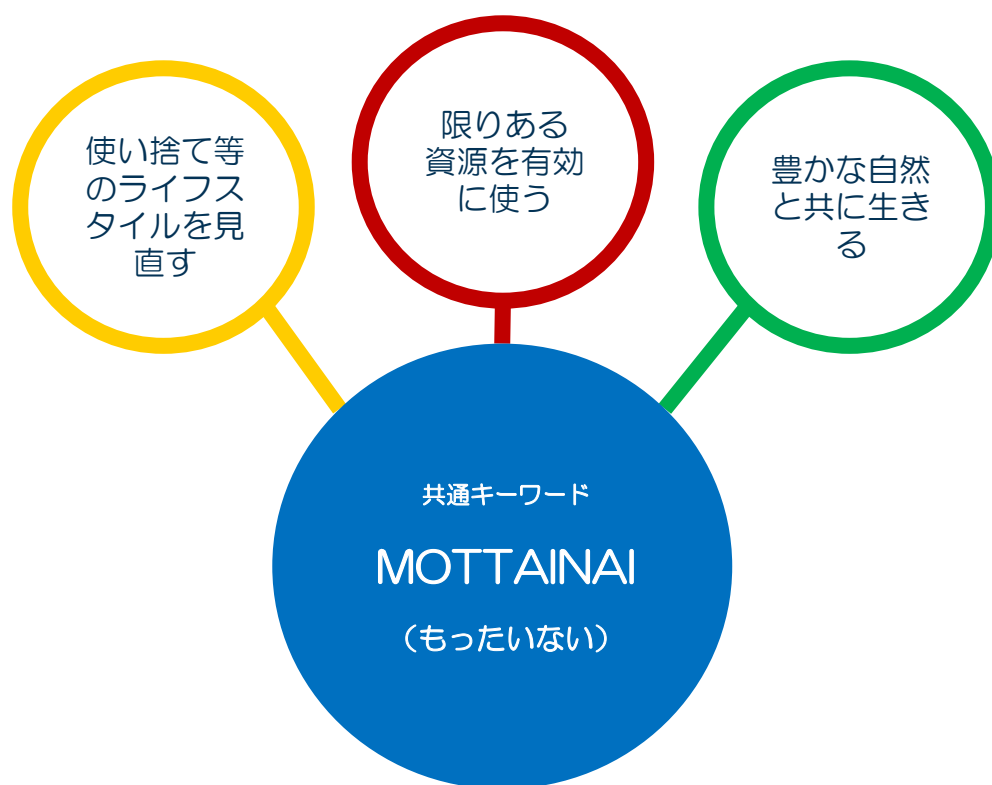 使い捨て等
のライフス
タイルを見
直す
限りある
資源を有効
に使う
豊かな自然
と共に生き
る
共通キーワード
MOTTAINAI
（もったいない）